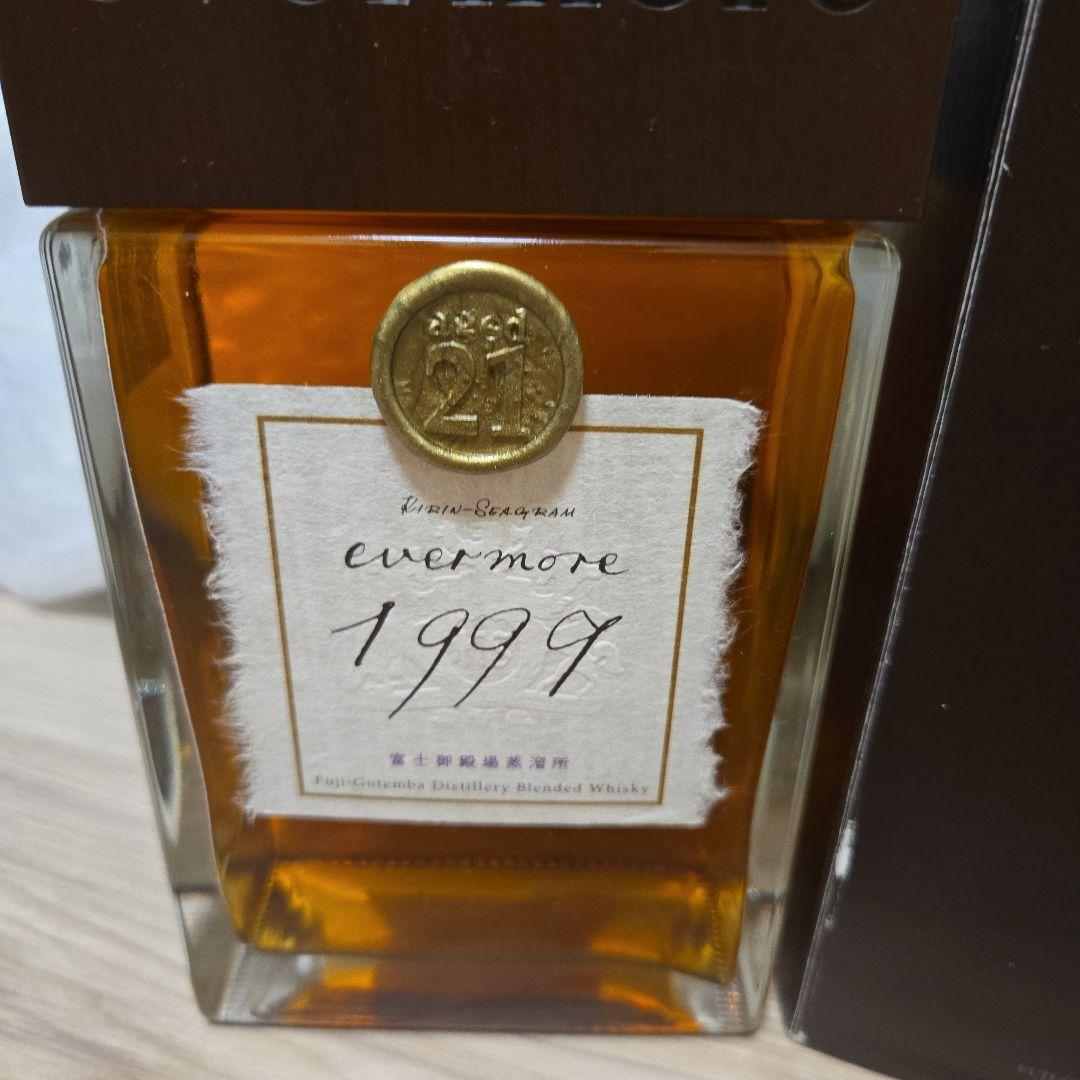 evermore
aged
21
KIRIN-SEAGRAM
evermore
1999
富士御殿場蒸溜所
Fuji-Gotemba Distillery Blended Whisky